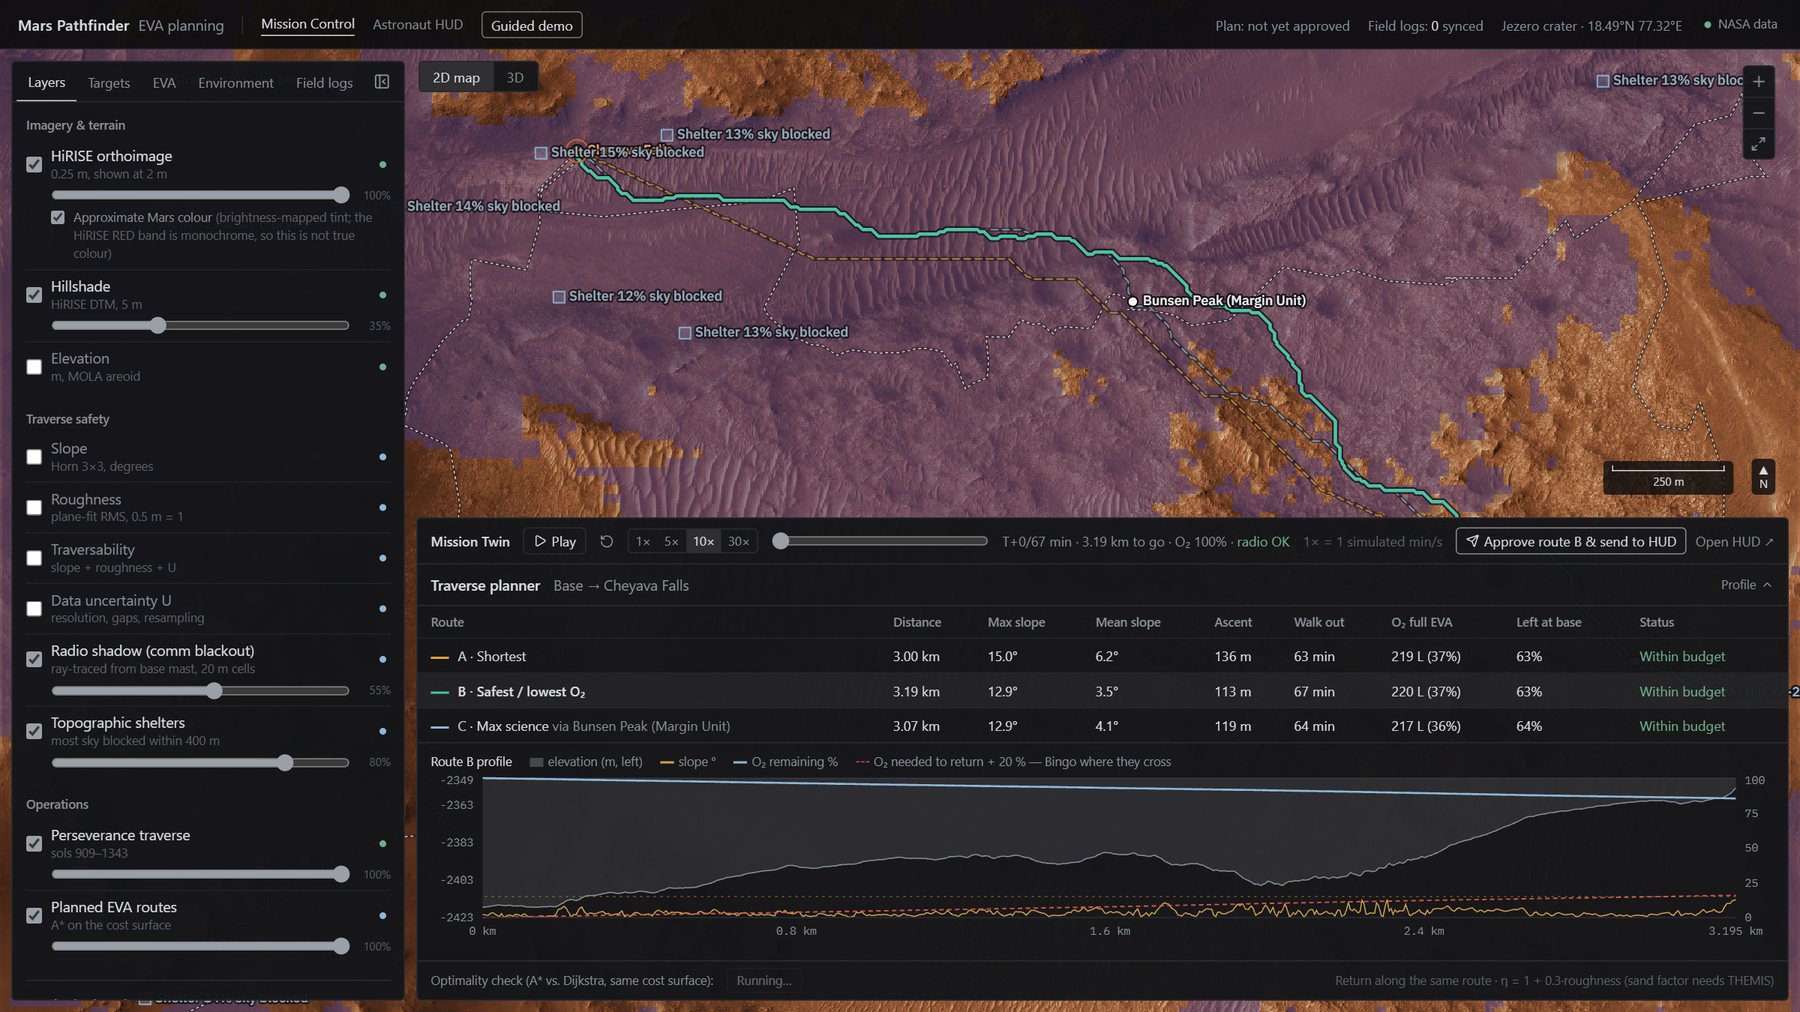 Mars Pathfinder EVA planning Mission Control Astronaut HUD Guided demo Plan: not yet approved Field logs: 0 synced Jezero crater · 18.49°N 77.32°E NASA data
Layers Targets EVA Environment Field logs
Imagery & terrain
HiRISE orthoimage
0.25 m, shown at 2 m
100%
Approximate Mars colour (brightness-mapped tint; the
HiRISE RED band is monochrome, so this is not true
colour)
Hillshade
HiRISE DTM, 5 m
35%
Elevation
m, MOLA areoid
Traverse safety
Slope
Horn 3×3, degrees
Roughness
plane-fit RMS, 0.5 m = 1
Traversability
slope + roughness + U
Data uncertainty U
resolution, gaps, resampling
Radio shadow (comm blackout)
ray-traced from base mast, 20 m cells
55%
Topographic shelters
most sky blocked within 400 m
80%
Operations
Perseverance traverse
sols 909–1343
100%
Planned EVA routes
A* on the cost surface
100%
2D map 3D
Shelter 13% sky bloc
Shelter 13% sky blocked
Shelter 15% sky blocked
Shelter 14% sky blocked
Shelter 12% sky blocked
Shelter 13% sky blocked
Bunsen Peak (Margin Unit)
250 m
N
Mission Twin Play 1× 5× 10× 30× T+0/67 min · 3.19 km to go · O₂ 100% · radio OK 1× = 1 simulated min/s Approve route B & send to HUD Open HUD ↗
Traverse planner Base → Cheyava Falls Profile
Route Distance Max slope Mean slope Ascent Walk out O₂ full EVA Left at base Status
A · Shortest 3.00 km 15.0° 6.2° 136 m 63 min 219 L (37%) 63% Within budget
B · Safest / lowest O₂ 3.19 km 12.9° 3.5° 113 m 67 min 220 L (37%) 63% Within budget
C · Max science via Bunsen Peak (Margin Unit) 3.07 km 12.9° 4.1° 119 m 64 min 217 L (36%) 64% Within budget
Route B profile elevation (m, left) slope ° O₂ remaining % O₂ needed to return + 20 % — Bingo where they cross
-2349 100
-2363 75
-2383 50
-2403 25
-2423 0
0 km 0.8 km 1.6 km 2.4 km 3.195 km
Optimality check (A* vs. Dijkstra, same cost surface): Running... Return along the same route · η = 1 + 0.3·roughness (sand factor needs THEMIS)